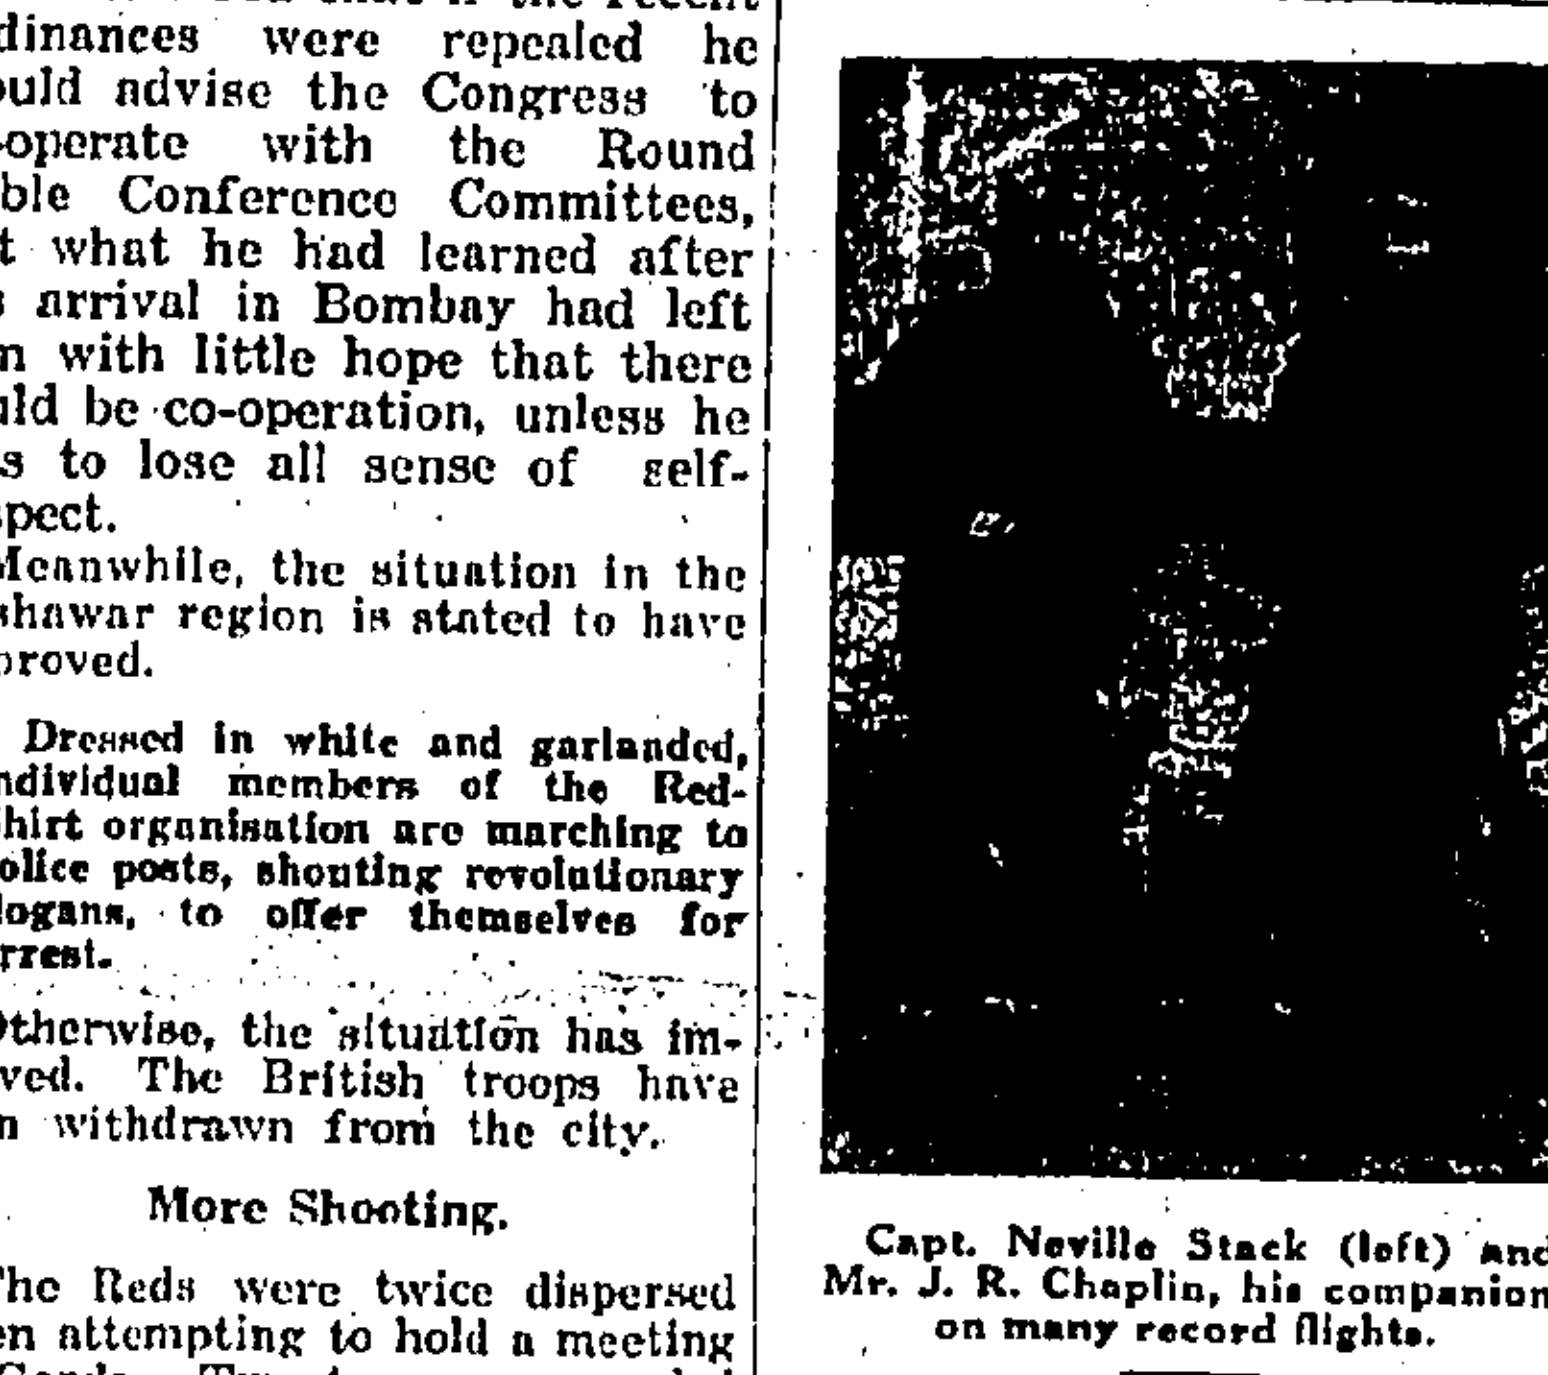 the recent
dinances were repealed he
ould advise the Congress to
-operate with the Round
ble Conference Committees,
t what he had learned after
s arrival in Bombay had left
m with little hope that there
uld be co-operation, unless he
s to lose all sense of self-
spect.
Meanwhile, the situation in the
shawar region is stated to have
proved.
Dressed in white and garlanded,
ndividual members of the Red-
hirt organisation are marching to
olice posts, shouting revolutionary
logans, to offer themselves for
rrest.
Otherwise, the situation has im-
ved. The British troops have
n withdrawn from the city.
More Shooting.
The Reds were twice dispersed
en attempting to hold a meeting
Capt. Neville Stack (left) and
Mr. J. R. Chaplin, his companion
on many record flights.